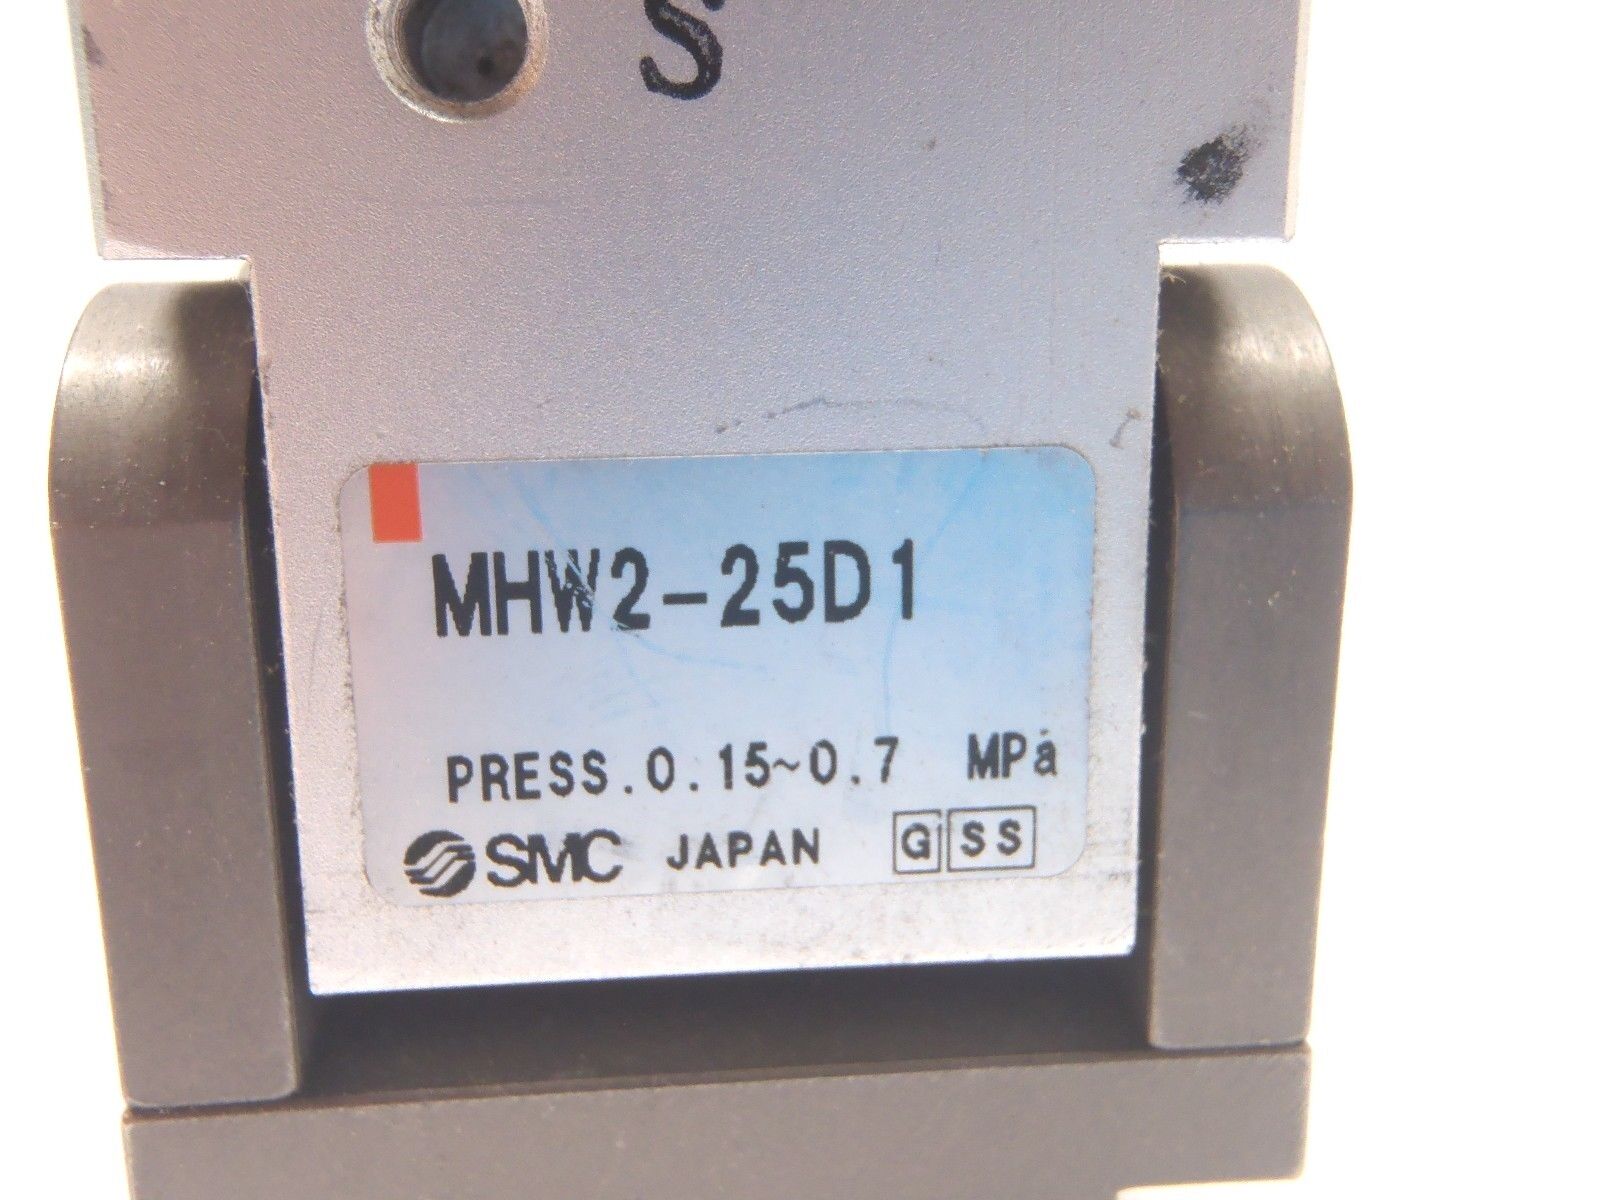 S
MHW2-25D1
PRESS.0.15~0.7 MPa
SMC JAPAN G SS